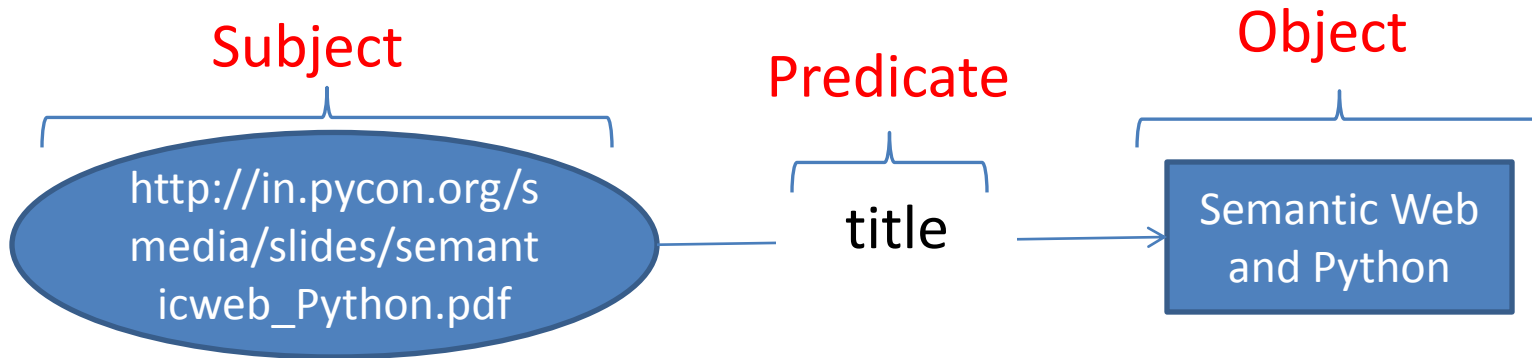 Subject
Predicate
Object
http://in.pycon.org/s
media/slides/semant
icweb_Python.pdf
title
Semantic Web
and Python